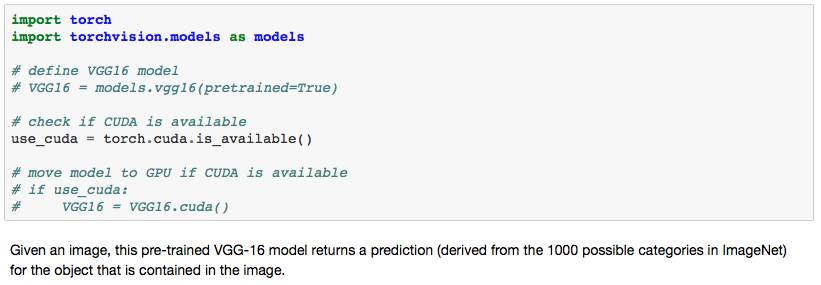 import torch
import torchvision.models as models
# define VGG16 model
# VGG16 = models.vgg16(pretrained=True)
# check if CUDA is available
use_cuda = torch.cuda.is_available()
# move model to GPU if CUDA is available
# if use_cuda:
#     VGG16 = VGG16.cuda()
Given an image, this pre-trained VGG-16 model returns a prediction (derived from the 1000 possible categories in ImageNet)
for the object that is contained in the image.